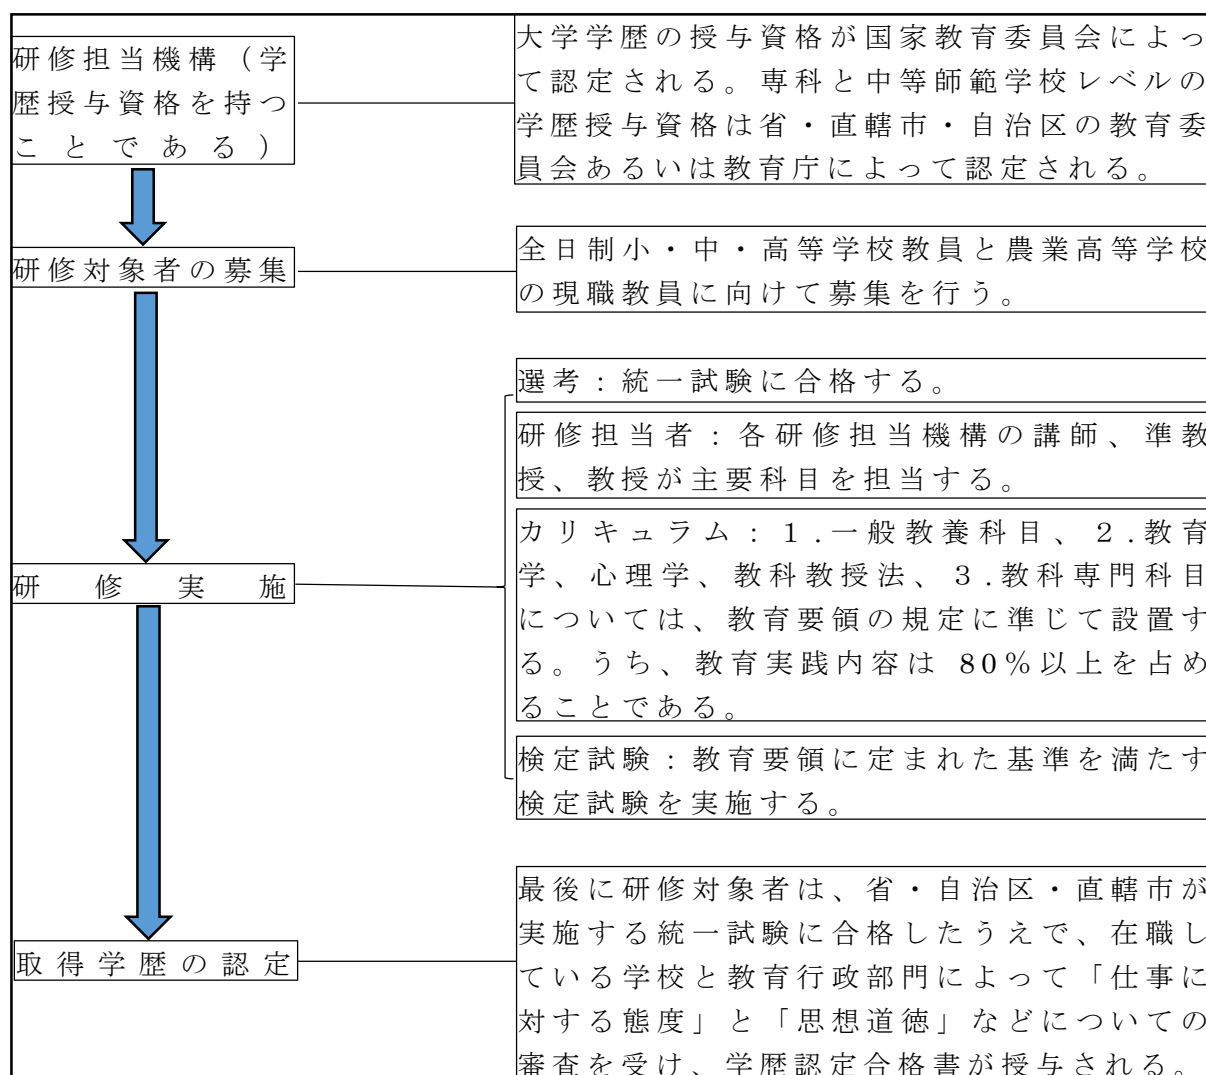 研修担当機構（学
歴授与資格を持つ
ことである）
大学学歴の授与資格が国家教育委員会によっ
て認定される。専科と中等師範学校レベルの
学歴授与資格は省・直轄市・自治区の教育委
員会あるいは教育庁によって認定される。
研修対象者の募集
全日制小・中・高等学校教員と農業高等学校
の現職教員に向けて募集を行う。
研修実施
選考：統一試験に合格する。
研修担当者：各研修担当機構の講師、準教
授、教授が主要科目を担当する。
カリキュラム：１.一般教養科目、２.教育
学、心理学、教科教授法、３.教科専門科目
については、教育要領の規定に準じて設置す
る。うち、教育実践内容は 80％以上を占め
ることである。
検定試験：教育要領に定まれた基準を満たす
検定試験を実施する。
取得学歴の認定
最後に研修対象者は、省・自治区・直轄市が
実施する統一試験に合格したうえで、在職し
ている学校と教育行政部門によって「仕事に
対する態度」と「思想道徳」などについての
審査を受け、学歴認定合格書が授与される。